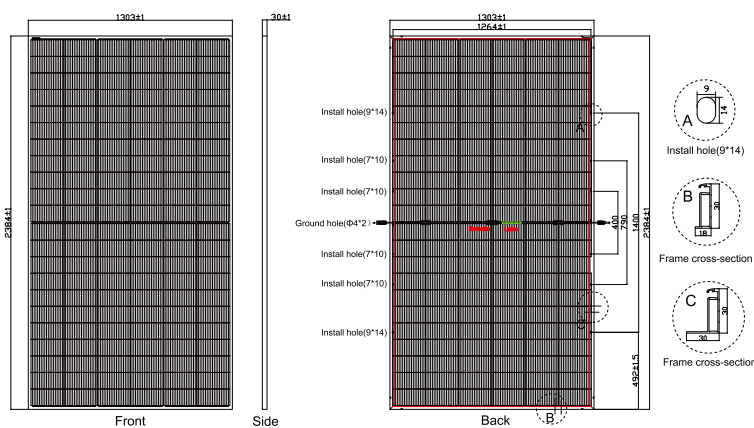 1303±1
30±1
1303±1
1264±1
2384±1
Install hole(9*14)
Install hole(7*10)
Install hole(7*10)
Ground hole(Φ4*2)
Install hole(7*10)
Install hole(7*10)
Install hole(9*14)
A
C
B
400
790
1400
2384±1
492±1.5
9
14
A
Install hole(9*14)
B
30
18
Frame cross-section
C
30
30
Frame cross-section
Front
Side
Back